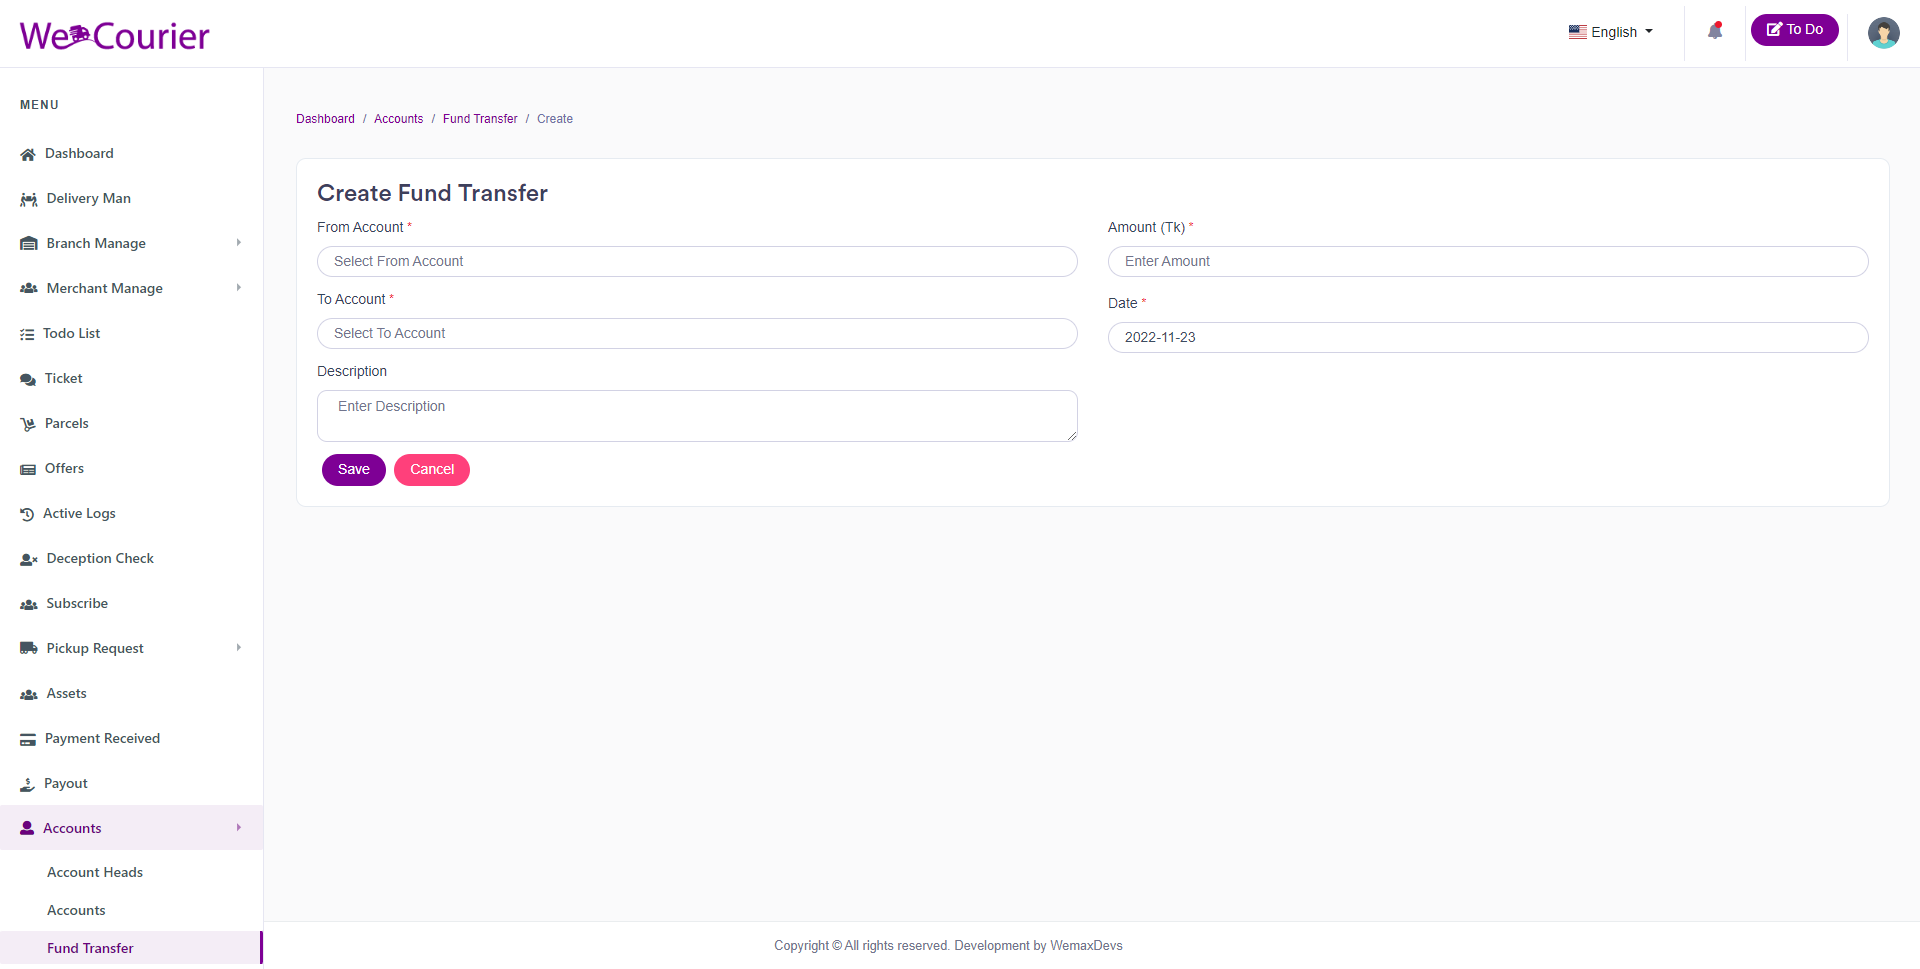 We Courier
English
To Do
MENU
Dashboard
Delivery Man
Branch Manage
Merchant Manage
Todo List
Ticket
Parcels
Offers
Active Logs
Deception Check
Subscribe
Pickup Request
Assets
Payment Received
Payout
Accounts
Account Heads
Accounts
Fund Transfer
Dashboard / Accounts / Fund Transfer / Create
Create Fund Transfer
From Account *
Select From Account
To Account *
Select To Account
Description
Enter Description
Save
Cancel
Amount (Tk) *
Enter Amount
Date *
2022-11-23
Copyright © All rights reserved. Development by WemaxDevs